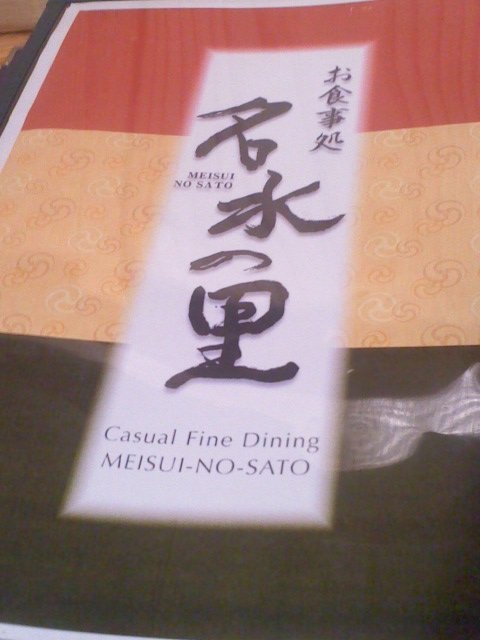 お食事処
名水の里
MEISUI
NO SATO
Casual Fine Dining
MEISUI-NO-SATO